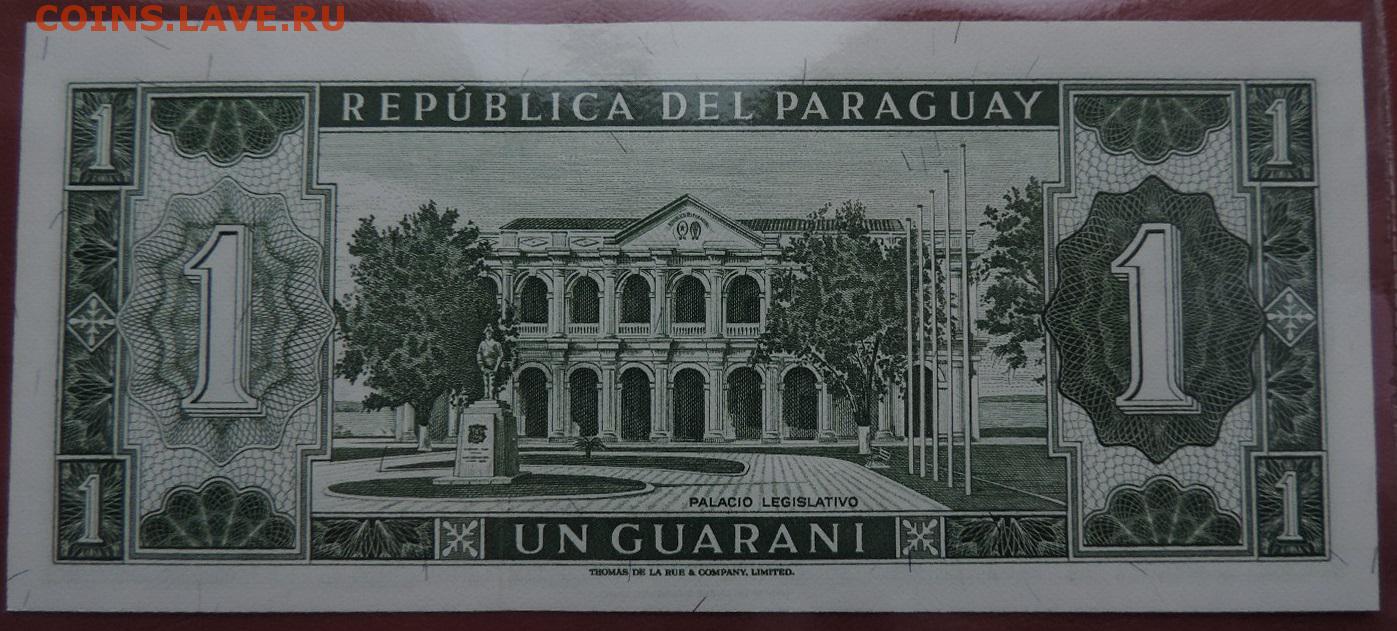 COINS.LAVE.RU
1
1
REPÚBLICA DEL PARAGUAY
1
1
PALACIO LEGISLATIVO
1
1
UN GUARANI
THOMAS DE LA RUE & COMPANY, LIMITED.